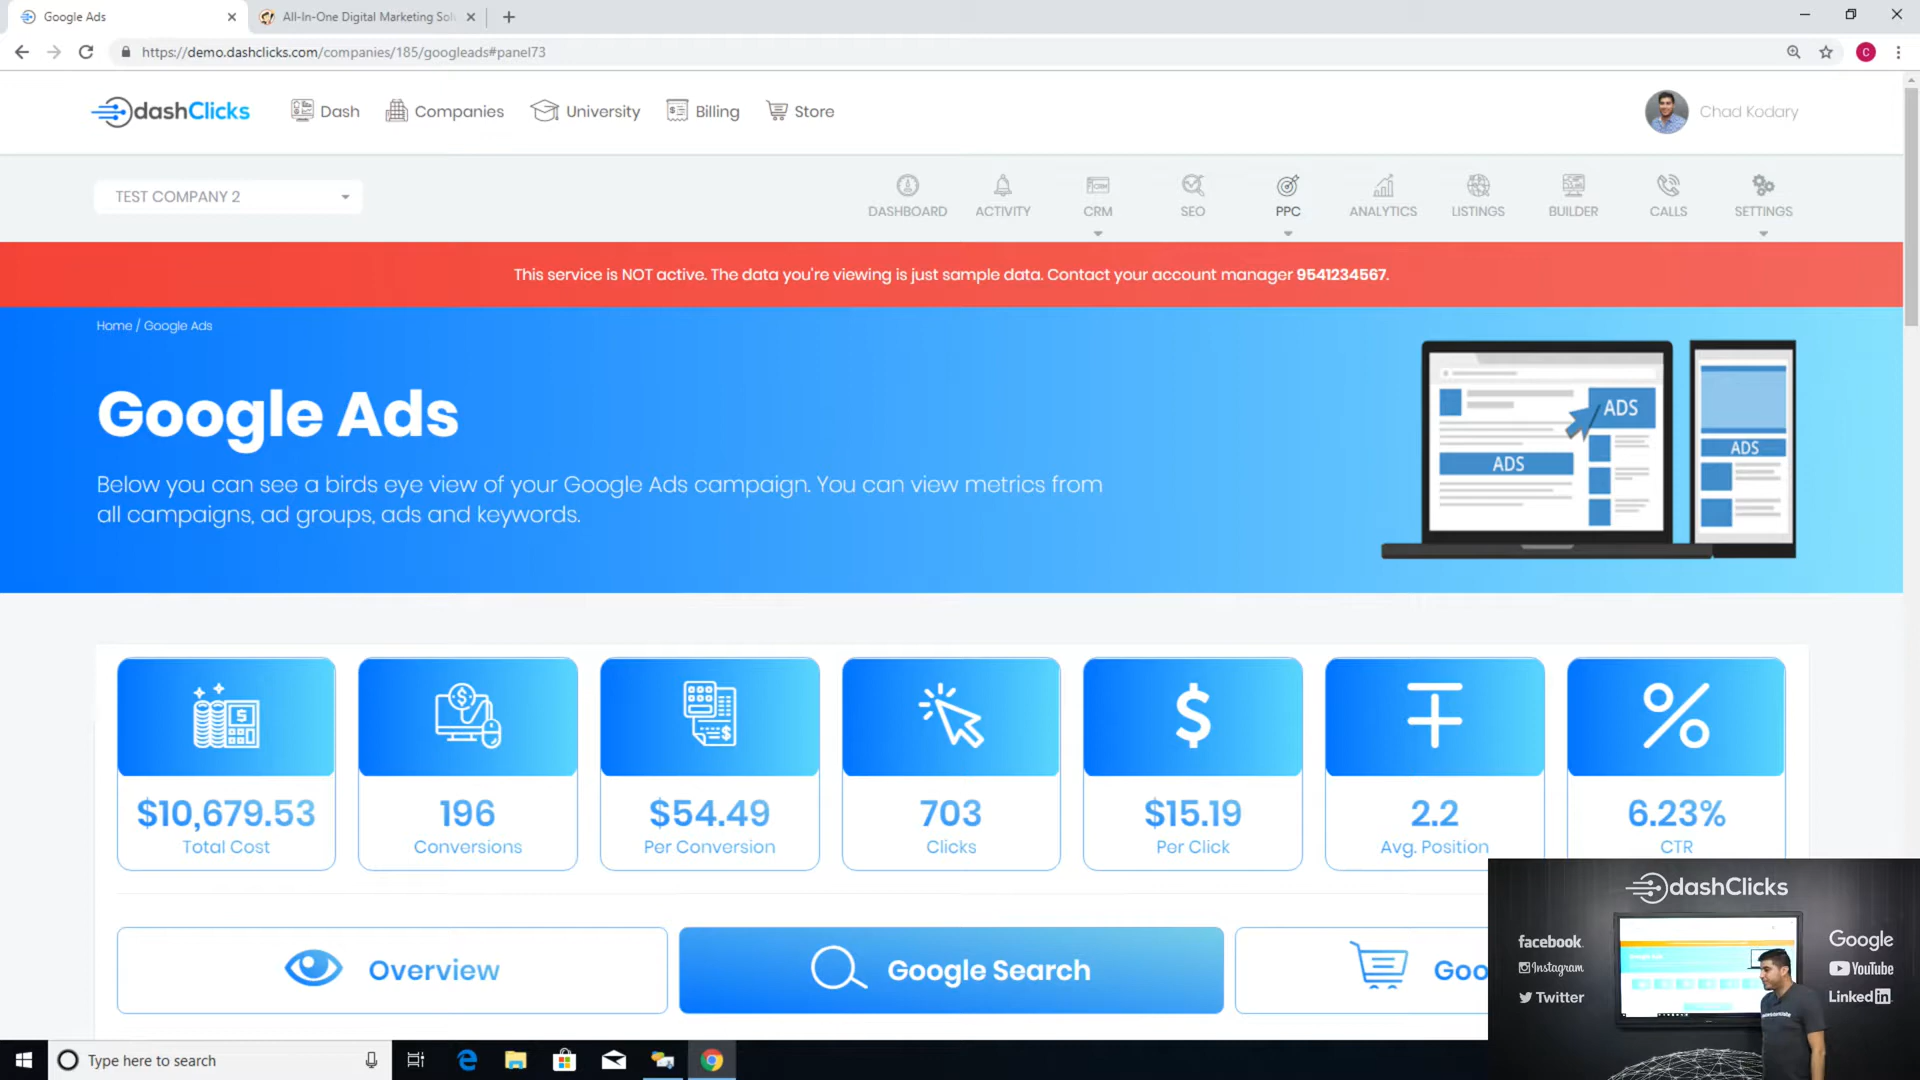 Google Ads
All-In-One Digital Marketing Sol
https://demo.dashclicks.com/companies/185/googleads#panel73
C
dashClicks
Dash
Companies
University
Billing
Store
Chad Kodary
TEST COMPANY 2
DASHBOARD
ACTIVITY
CRM
SEO
PPC
ANALYTICS
LISTINGS
BUILDER
CALLS
SETTINGS
This service is NOT active. The data you're viewing is just sample data. Contact your account manager 9541234567.
Home / Google Ads
Google Ads
Below you can see a birds eye view of your Google Ads campaign. You can view metrics from
all campaigns, ad groups, ads and keywords.
ADS
ADS
ADS
$10,679.53
Total Cost
196
Conversions
$54.49
Per Conversion
703
Clicks
$15.19
Per Click
2.2
Avg. Position
6.23%
CTR
Overview
Google Search
Goo
dashClicks
facebook
Instagram
Twitter
Google
YouTube
Linked in
Type here to search